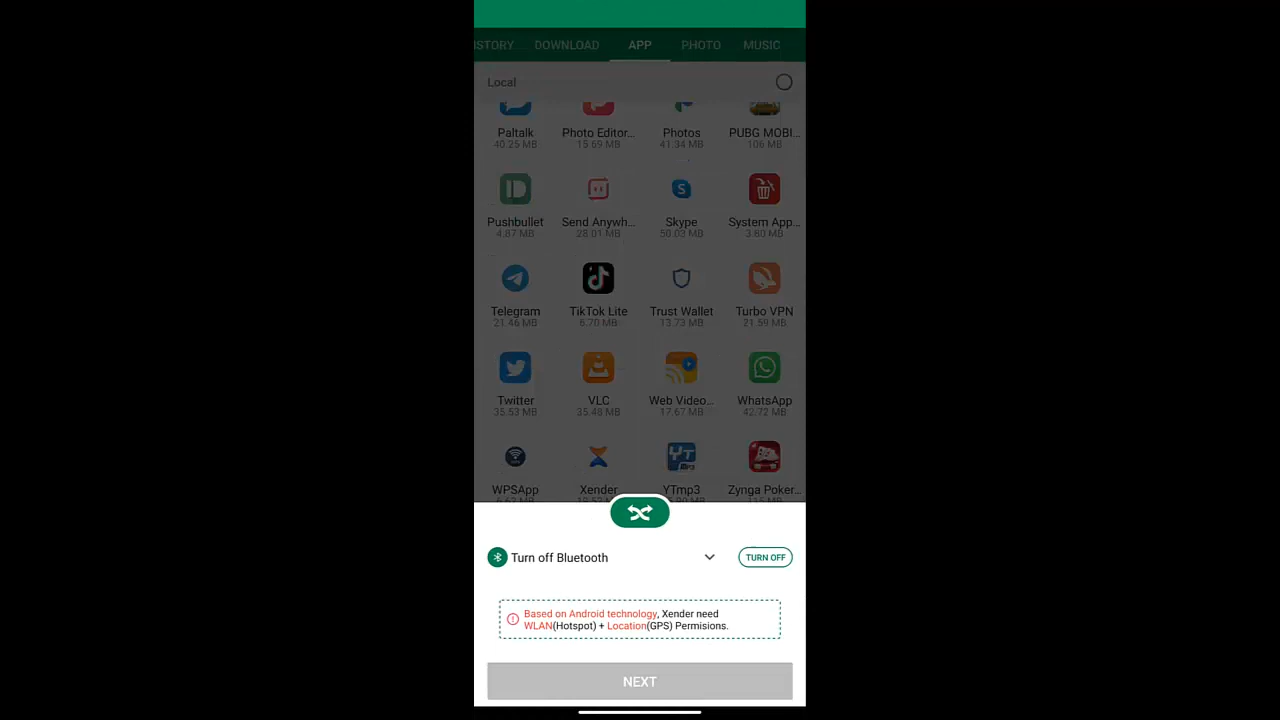 ISTORY DOWNLOAD APP PHOTO MUSIC
Local
Paltalk Photo Editor... Photos PUBG MOBI...
40.25 MB 15.69 MB 41.34 MB 106 MB
Pushbullet Send Anywh... Skype System App...
4.87 MB 28.01 MB 50.03 MB 3.80 MB
Telegram TikTok Lite Trust Wallet Turbo VPN
21.46 MB 6.70 MB 13.73 MB 21.59 MB
Twitter VLC Web Video... WhatsApp
35.53 MB 35.48 MB 17.67 MB 42.72 MB
WPSApp Xender YTmp3 Zynga Poker...
Turn off Bluetooth TURN OFF
Based on Android technology, Xender need
WLAN(Hotspot) + Location(GPS) Permisions.
NEXT